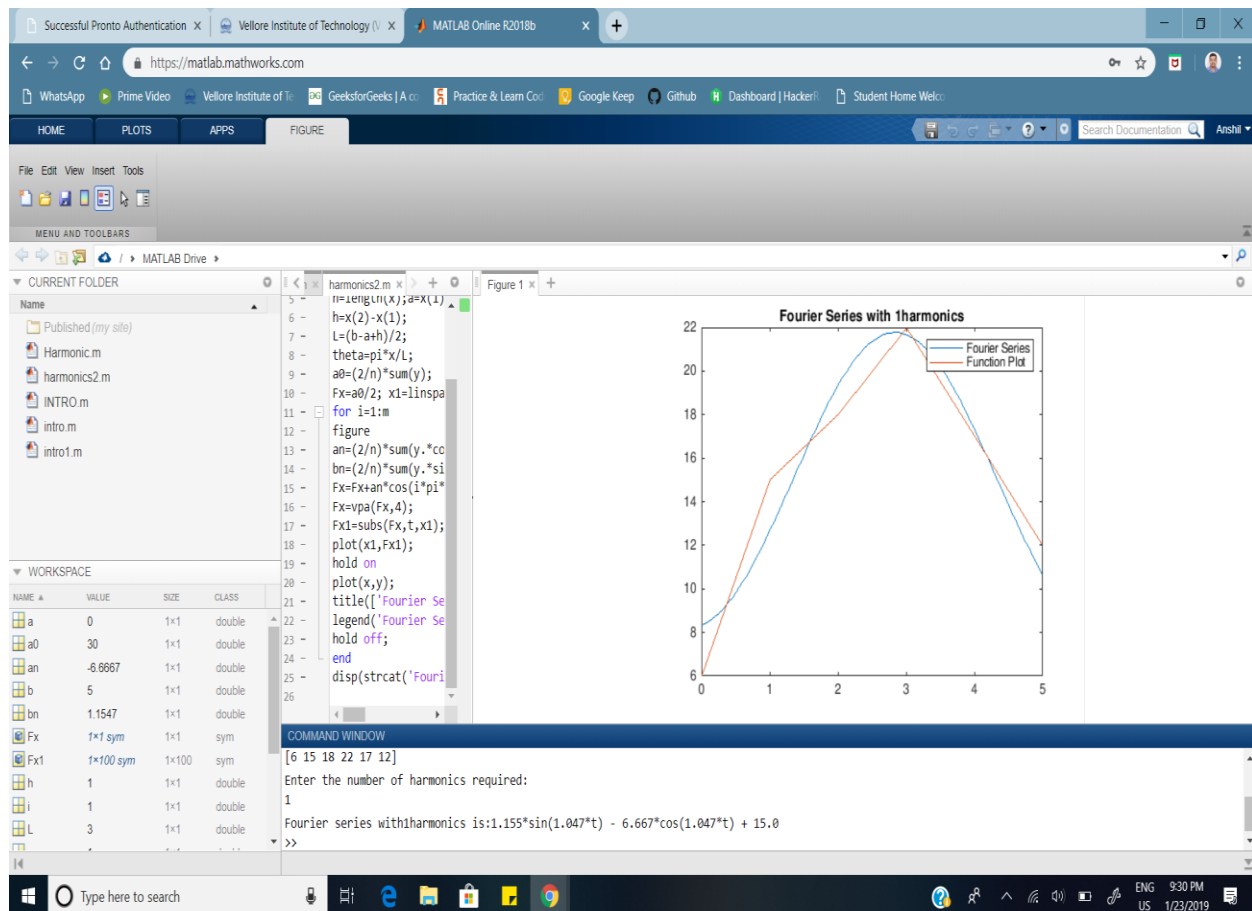 Successful Pronto Authentication
Vellore Institute of Technology (V
MATLAB Online R2018b
https://matlab.mathworks.com
WhatsApp Prime Video Vellore Institute of Te GeeksforGeeks | A co Practice & Learn Cod Google Keep Github Dashboard | HackerR Student Home Welco
HOME PLOTS APPS FIGURE
Search Documentation Anshil
File Edit View Insert Tools
MENU AND TOOLBARS
/ MATLAB Drive
CURRENT FOLDER
Name
Published (my site)
Harmonic.m
harmonics2.m
INTRO.m
intro.m
intro1.m
WORKSPACE
NAME VALUE SIZE CLASS
a 0 1×1 double
a0 30 1×1 double
an -6.6667 1×1 double
b 5 1×1 double
bn 1.1547 1×1 double
Fx 1×1 sym 1×1 sym
Fx1 1×100 sym 1×100 sym
h 1 1×1 double
i 1 1×1 double
L 3 1×1 double
harmonics2.m
5 - n=length(x);a=x(1)
6 - h=x(2)-x(1);
7 - L=(b-a+h)/2;
8 - theta=pi*x/L;
9 - a0=(2/n)*sum(y);
10 - Fx=a0/2; x1=linspa
11 - for i=1:m
12 - figure
13 - an=(2/n)*sum(y.*co
14 - bn=(2/n)*sum(y.*si
15 - Fx=Fx+an*cos(i*pi*
16 - Fx=vpa(Fx,4);
17 - Fx1=subs(Fx,t,x1);
18 - plot(x1,Fx1);
19 - hold on
20 - plot(x,y);
21 - title(['Fourier Se
22 - legend('Fourier Se
23 - hold off;
24 - end
25 - disp(strcat('Fouri
26
Figure 1
Fourier Series with 1harmonics
22
20
18
16
14
12
10
8
6
0 1 2 3 4 5
Fourier Series
Function Plot
COMMAND WINDOW
[6 15 18 22 17 12]
Enter the number of harmonics required:
1
Fourier series with1harmonics is:1.155*sin(1.047*t) - 6.667*cos(1.047*t) + 15.0
>>
Type here to search
ENG 9:30 PM
US 1/23/2019